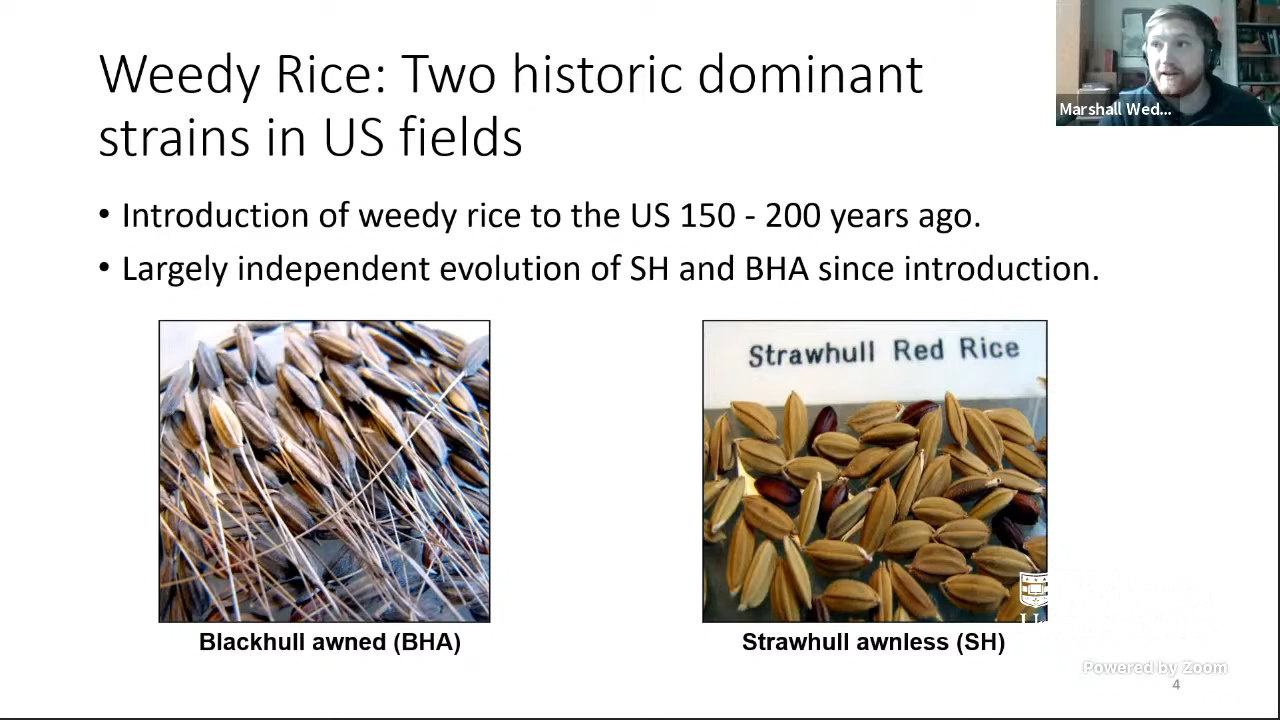 Weedy Rice: Two historic dominant
strains in US fields
Marshall Wed...
• Introduction of weedy rice to the US 150 - 200 years ago.
• Largely independent evolution of SH and BHA since introduction.
Strawhull Red Rice
Blackhull awned (BHA)
Strawhull awnless (SH)
Powered by Zoom
4